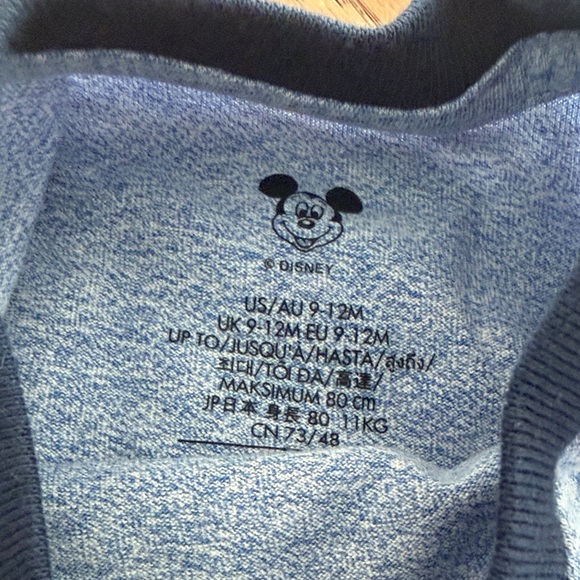 © DISNEY
US/AU 9-12M
UK 9-12M EU 9-12M
UP TO/JUSQU'A/HASTA/สูงถึง/
최대/TỐI ĐA/高達/
MAKSIMUM 80 cm
JP日本 身長 80 11KG
CN 73/48